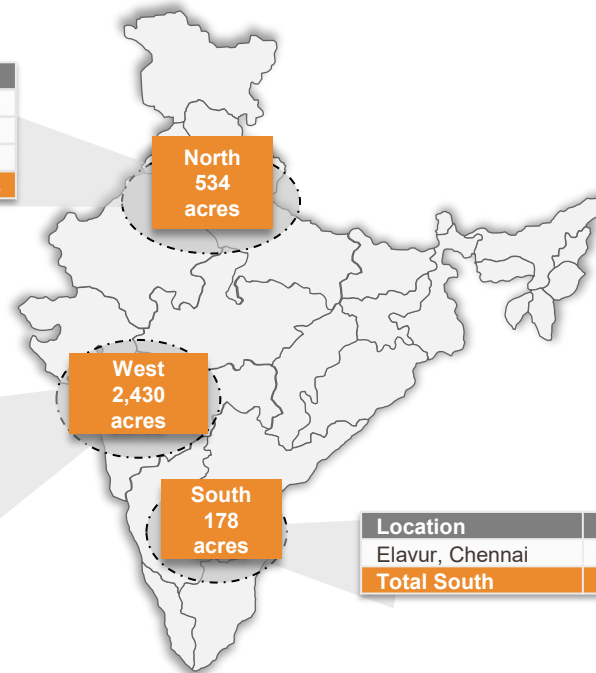 North
534
acres
West
2,430
acres
South
178
acres
Location
Elavur, Chennai
Total South